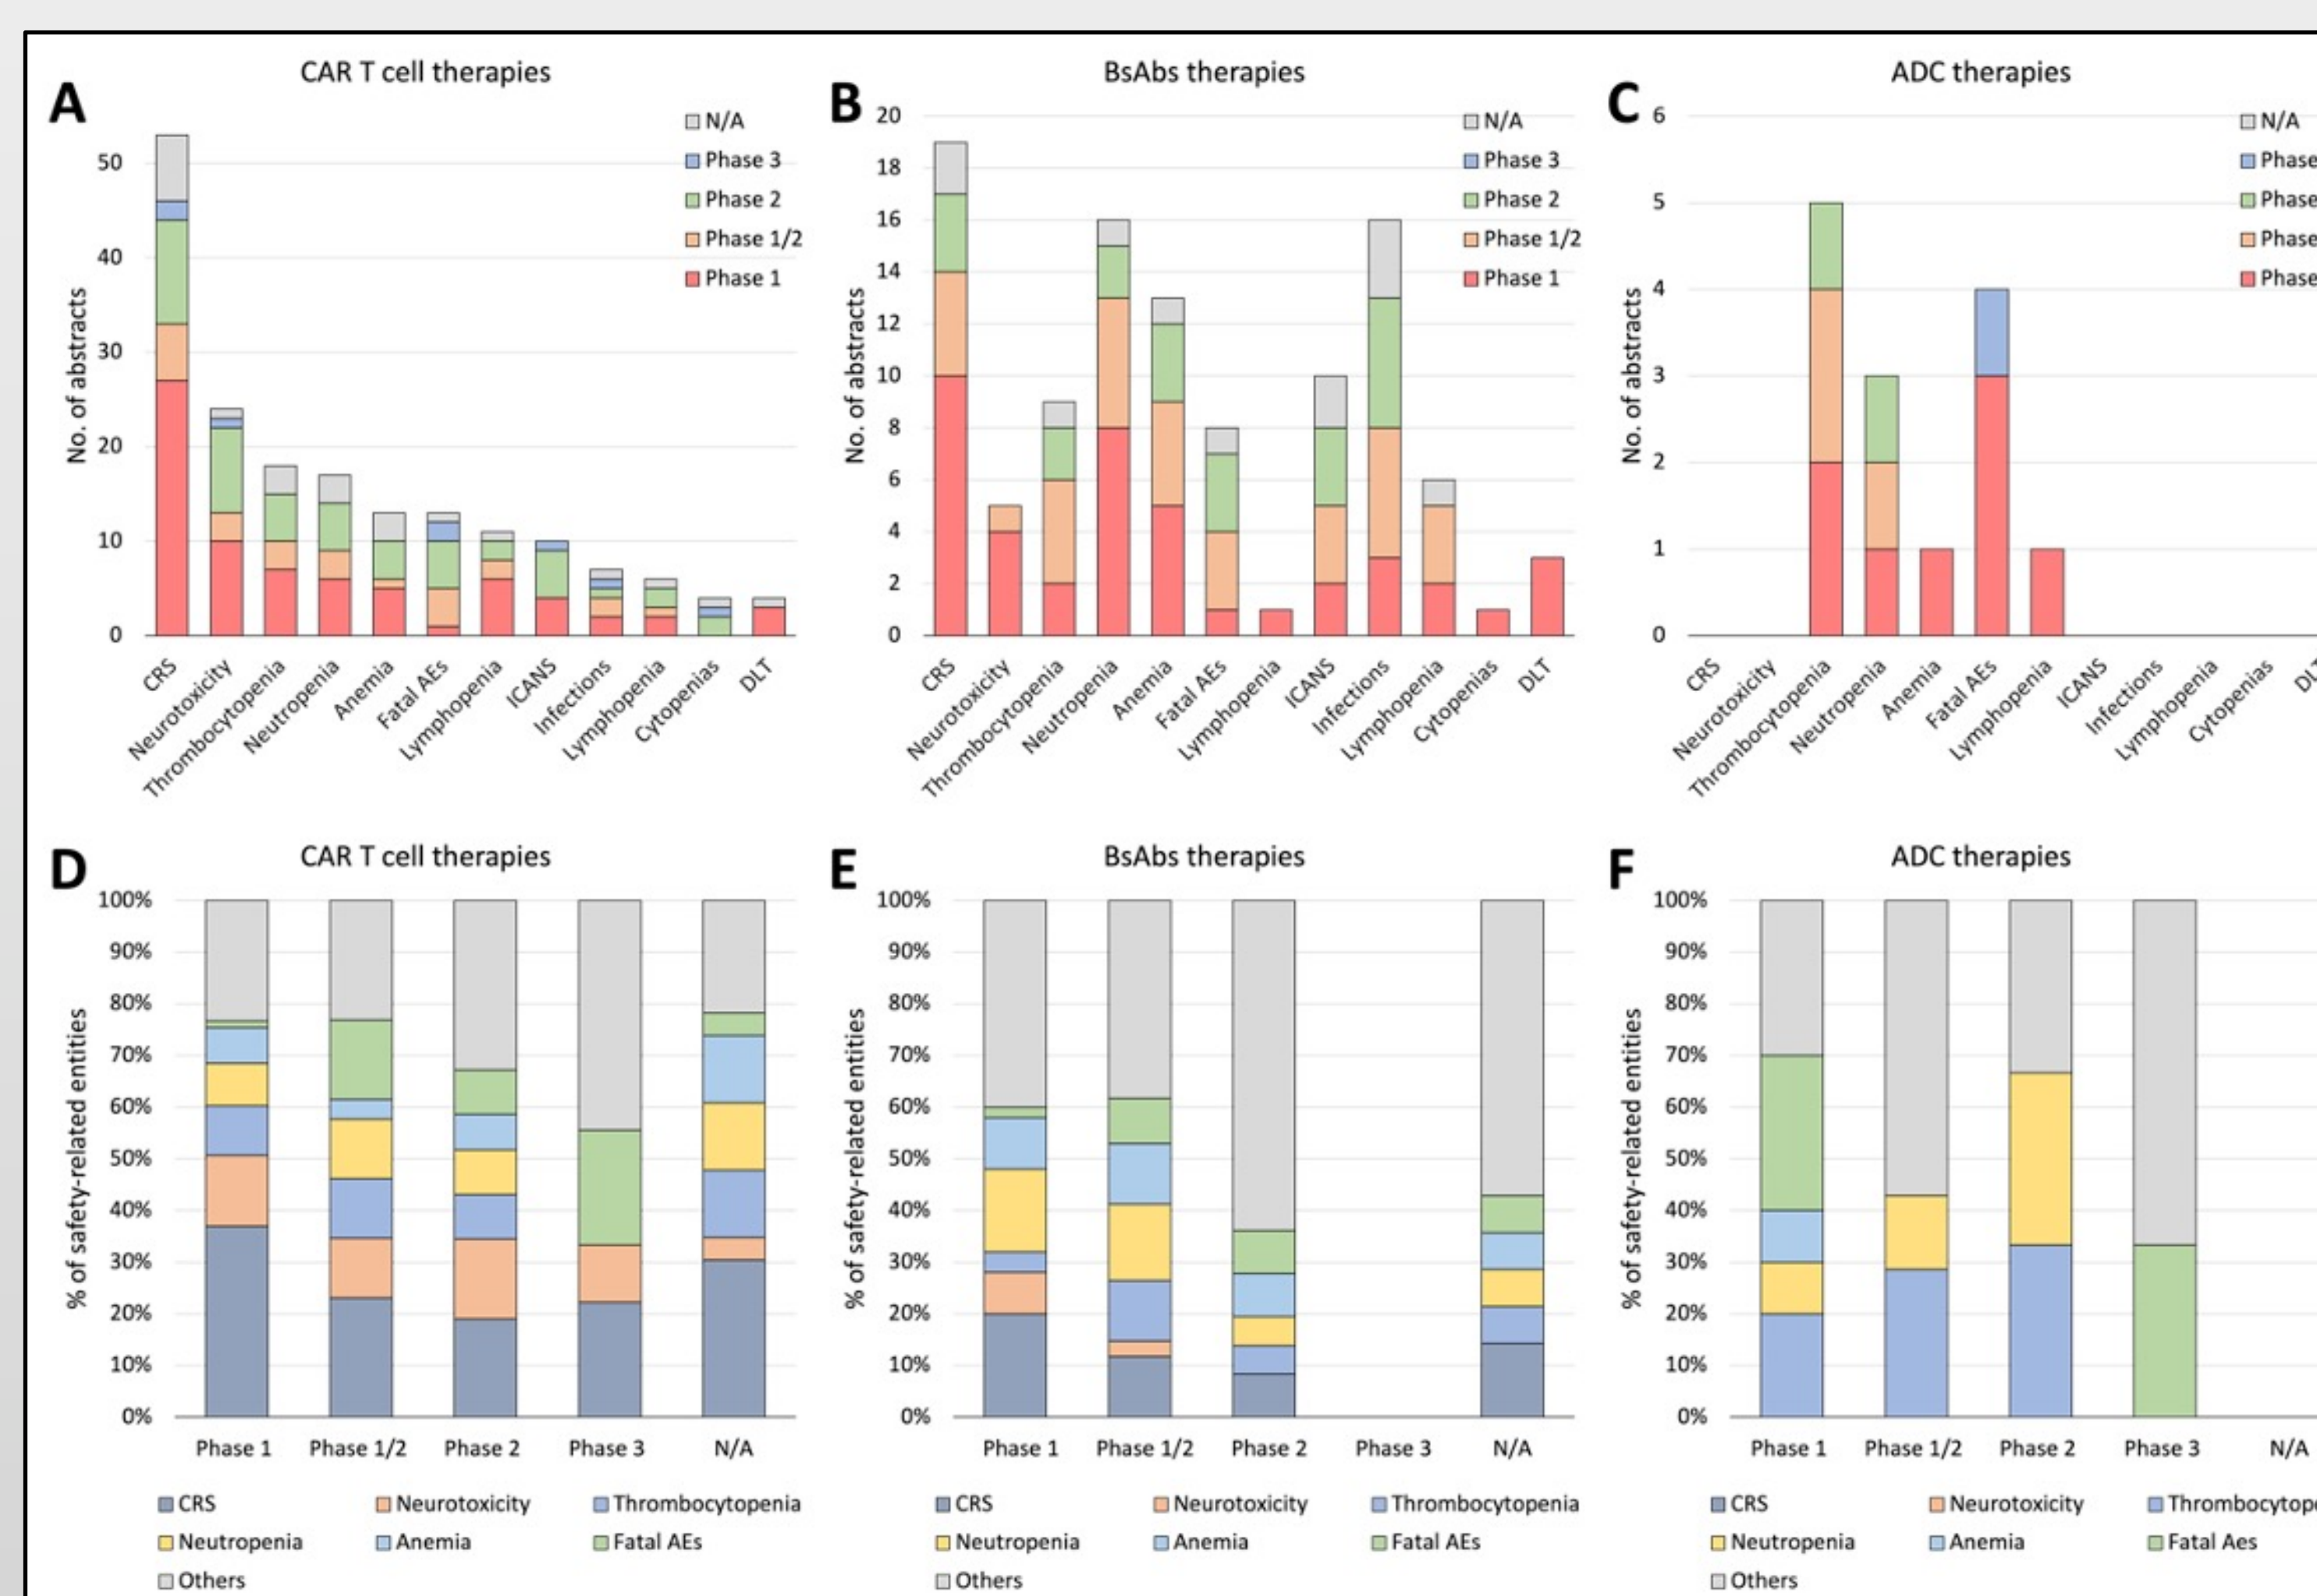 A
CAR T cell therapies
No. of abstracts
50
40
30
20
10
0
N/A
Phase 3
Phase 2
Phase 1/2
Phase 1
CRS
Neurotoxicity
Thrombocytopenia
Neutropenia
Anemia
Fatal AEs
Lymphopenia
ICANS
Infections
Lymphopenia
Cytopenias
DLT
B
BsAbs therapies
No. of abstracts
20
18
16
14
12
10
8
6
4
2
0
N/A
Phase 3
Phase 2
Phase 1/2
Phase 1
CRS
Neurotoxicity
Thrombocytopenia
Neutropenia
Anemia
Fatal AEs
Lymphopenia
ICANS
Infections
Lymphopenia
Cytopenias
DLT
C
ADC therapies
No. of abstracts
6
5
4
3
2
1
0
N/A
Phase
Phase
Phase
Phase
CRS
Neurotoxicity
Thrombocytopenia
Neutropenia
Anemia
Fatal AEs
Lymphopenia
ICANS
Infections
Lymphopenia
Cytopenias
DL
D
CAR T cell therapies
% of safety-related entities
100%
90%
80%
70%
60%
50%
40%
30%
20%
10%
0%
Phase 1 Phase 1/2 Phase 2 Phase 3 N/A
CRS Neurotoxicity Thrombocytopenia
Neutropenia Anemia Fatal AEs
Others
E
BsAbs therapies
% of safety-related entities
100%
90%
80%
70%
60%
50%
40%
30%
20%
10%
0%
Phase 1 Phase 1/2 Phase 2 Phase 3 N/A
CRS Neurotoxicity Thrombocytopenia
Neutropenia Anemia Fatal AEs
Others
F
ADC therapies
% of safety-related entities
100%
90%
80%
70%
60%
50%
40%
30%
20%
10%
0%
Phase 1 Phase 1/2 Phase 2 Phase 3 N/A
CRS Neurotoxicity Thrombocytop
Neutropenia Anemia Fatal Aes
Others